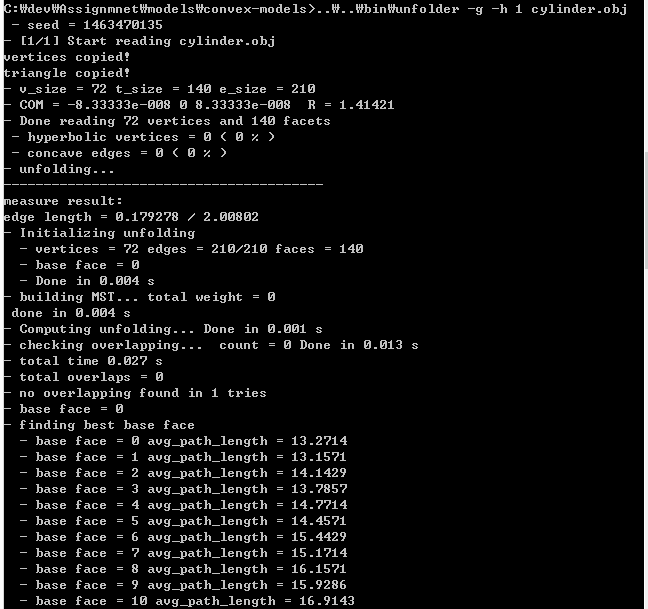 C:₩dev₩Assignmnet₩models₩convex-models>..₩..₩bin₩unfolder -g -h 1 cylinder.obj
- seed = 1463470135
- [1/1] Start reading cylinder.obj
vertices copied!
triangle copied!
- v_size = 72 t_size = 140 e_size = 210
- COM = -8.33333e-008 0 8.33333e-008  R = 1.41421
- Done reading 72 vertices and 140 facets
- hyperbolic vertices = 0 ( 0 % )
- concave edges = 0 ( 0 % )
- unfolding...
----------------------------------------
measure result:
edge length = 0.179278 / 2.00802
- Initializing unfolding
- vertices = 72 edges = 210/210 faces = 140
- base face = 0
- Done in 0.004 s
- building MST... total weight = 0
done in 0.004 s
- Computing unfolding... Done in 0.001 s
- checking overlapping...  count = 0 Done in 0.013 s
- total time 0.027 s
- total overlaps = 0
- no overlapping found in 1 tries
- base face = 0
- finding best base face
- base face = 0 avg_path_length = 13.2714
- base face = 1 avg_path_length = 13.1571
- base face = 2 avg_path_length = 14.1429
- base face = 3 avg_path_length = 13.7857
- base face = 4 avg_path_length = 14.7714
- base face = 5 avg_path_length = 14.4571
- base face = 6 avg_path_length = 15.4429
- base face = 7 avg_path_length = 15.1714
- base face = 8 avg_path_length = 16.1571
- base face = 9 avg_path_length = 15.9286
- base face = 10 avg_path_length = 16.9143